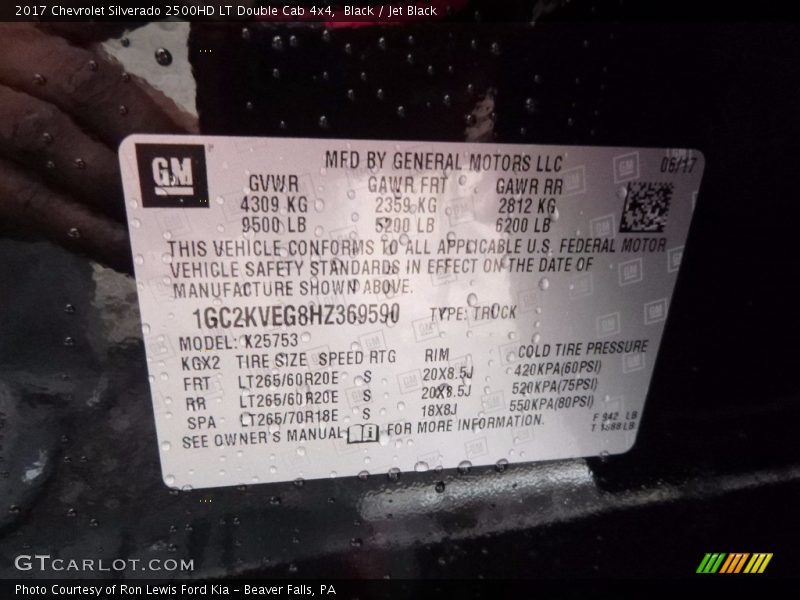 2017 Chevrolet Silverado 2500HD LT Double Cab 4x4, Black / Jet Black
GM
MFD BY GENERAL MOTORS LLC 06/17
GVWR GAWR FRT GAWR RR
4309 KG 2359 KG 2812 KG
9500 LB 5200 LB 6200 LB
THIS VEHICLE CONFORMS TO ALL APPLICABLE U.S. FEDERAL MOTOR
VEHICLE SAFETY STANDARDS IN EFFECT ON THE DATE OF
MANUFACTURE SHOWN ABOVE.
1GC2KVEG8HZ369590 TYPE: TRUCK
MODEL: K25753
KGX2 TIRE SIZE SPEED RTG RIM COLD TIRE PRESSURE
FRT LT265/60R20E S 20X8.5J 420KPA(60PSI)
RR LT265/60R20E S 20X8.5J 520KPA(75PSI)
SPA LT265/70R18E S 18X8J 550KPA(80PSI)
SEE OWNER'S MANUAL FOR MORE INFORMATION.
F 942 LB
T 1888 LB
GTCARLOT.COM
Photo Courtesy of Ron Lewis Ford Kia - Beaver Falls, PA